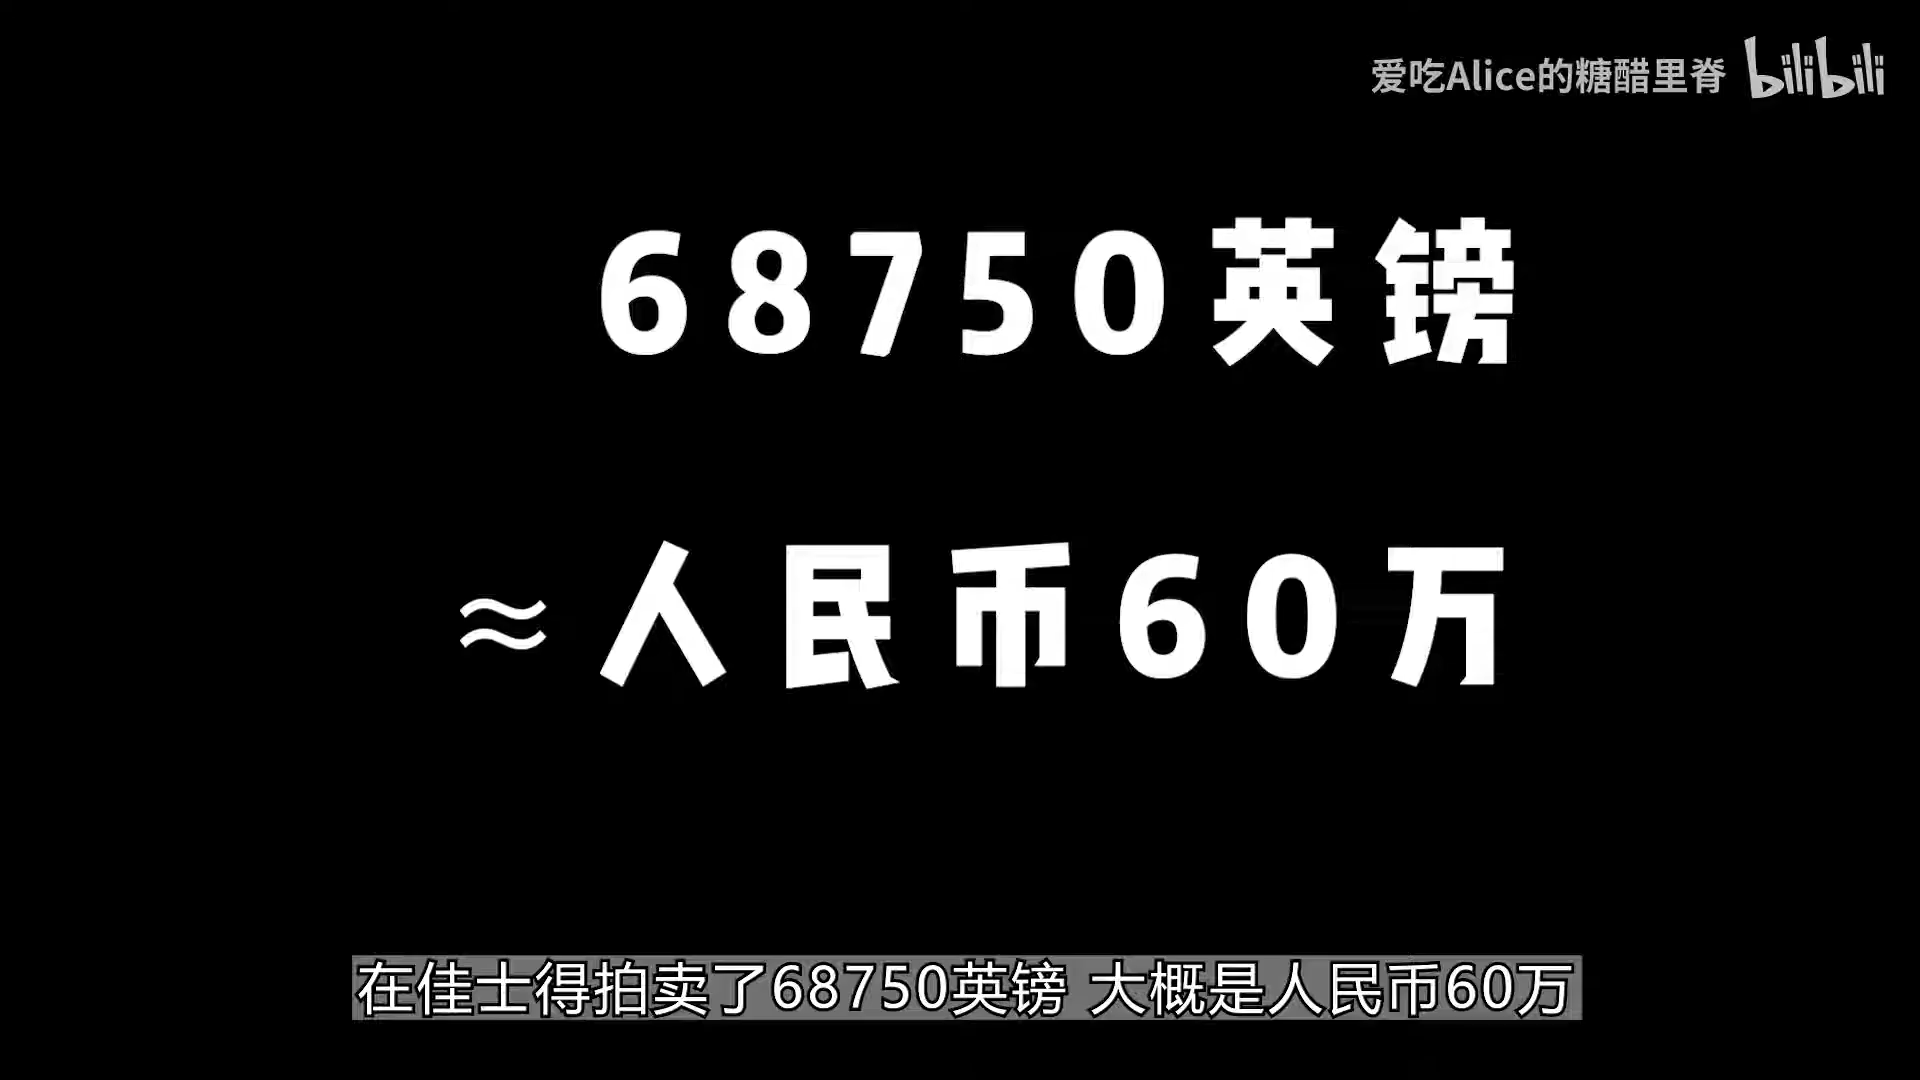 爱吃Alice的糖醋里脊 bilibili
68750英镑
≈人民币60万
在佳士得拍卖了68750英镑 大概是人民币60万